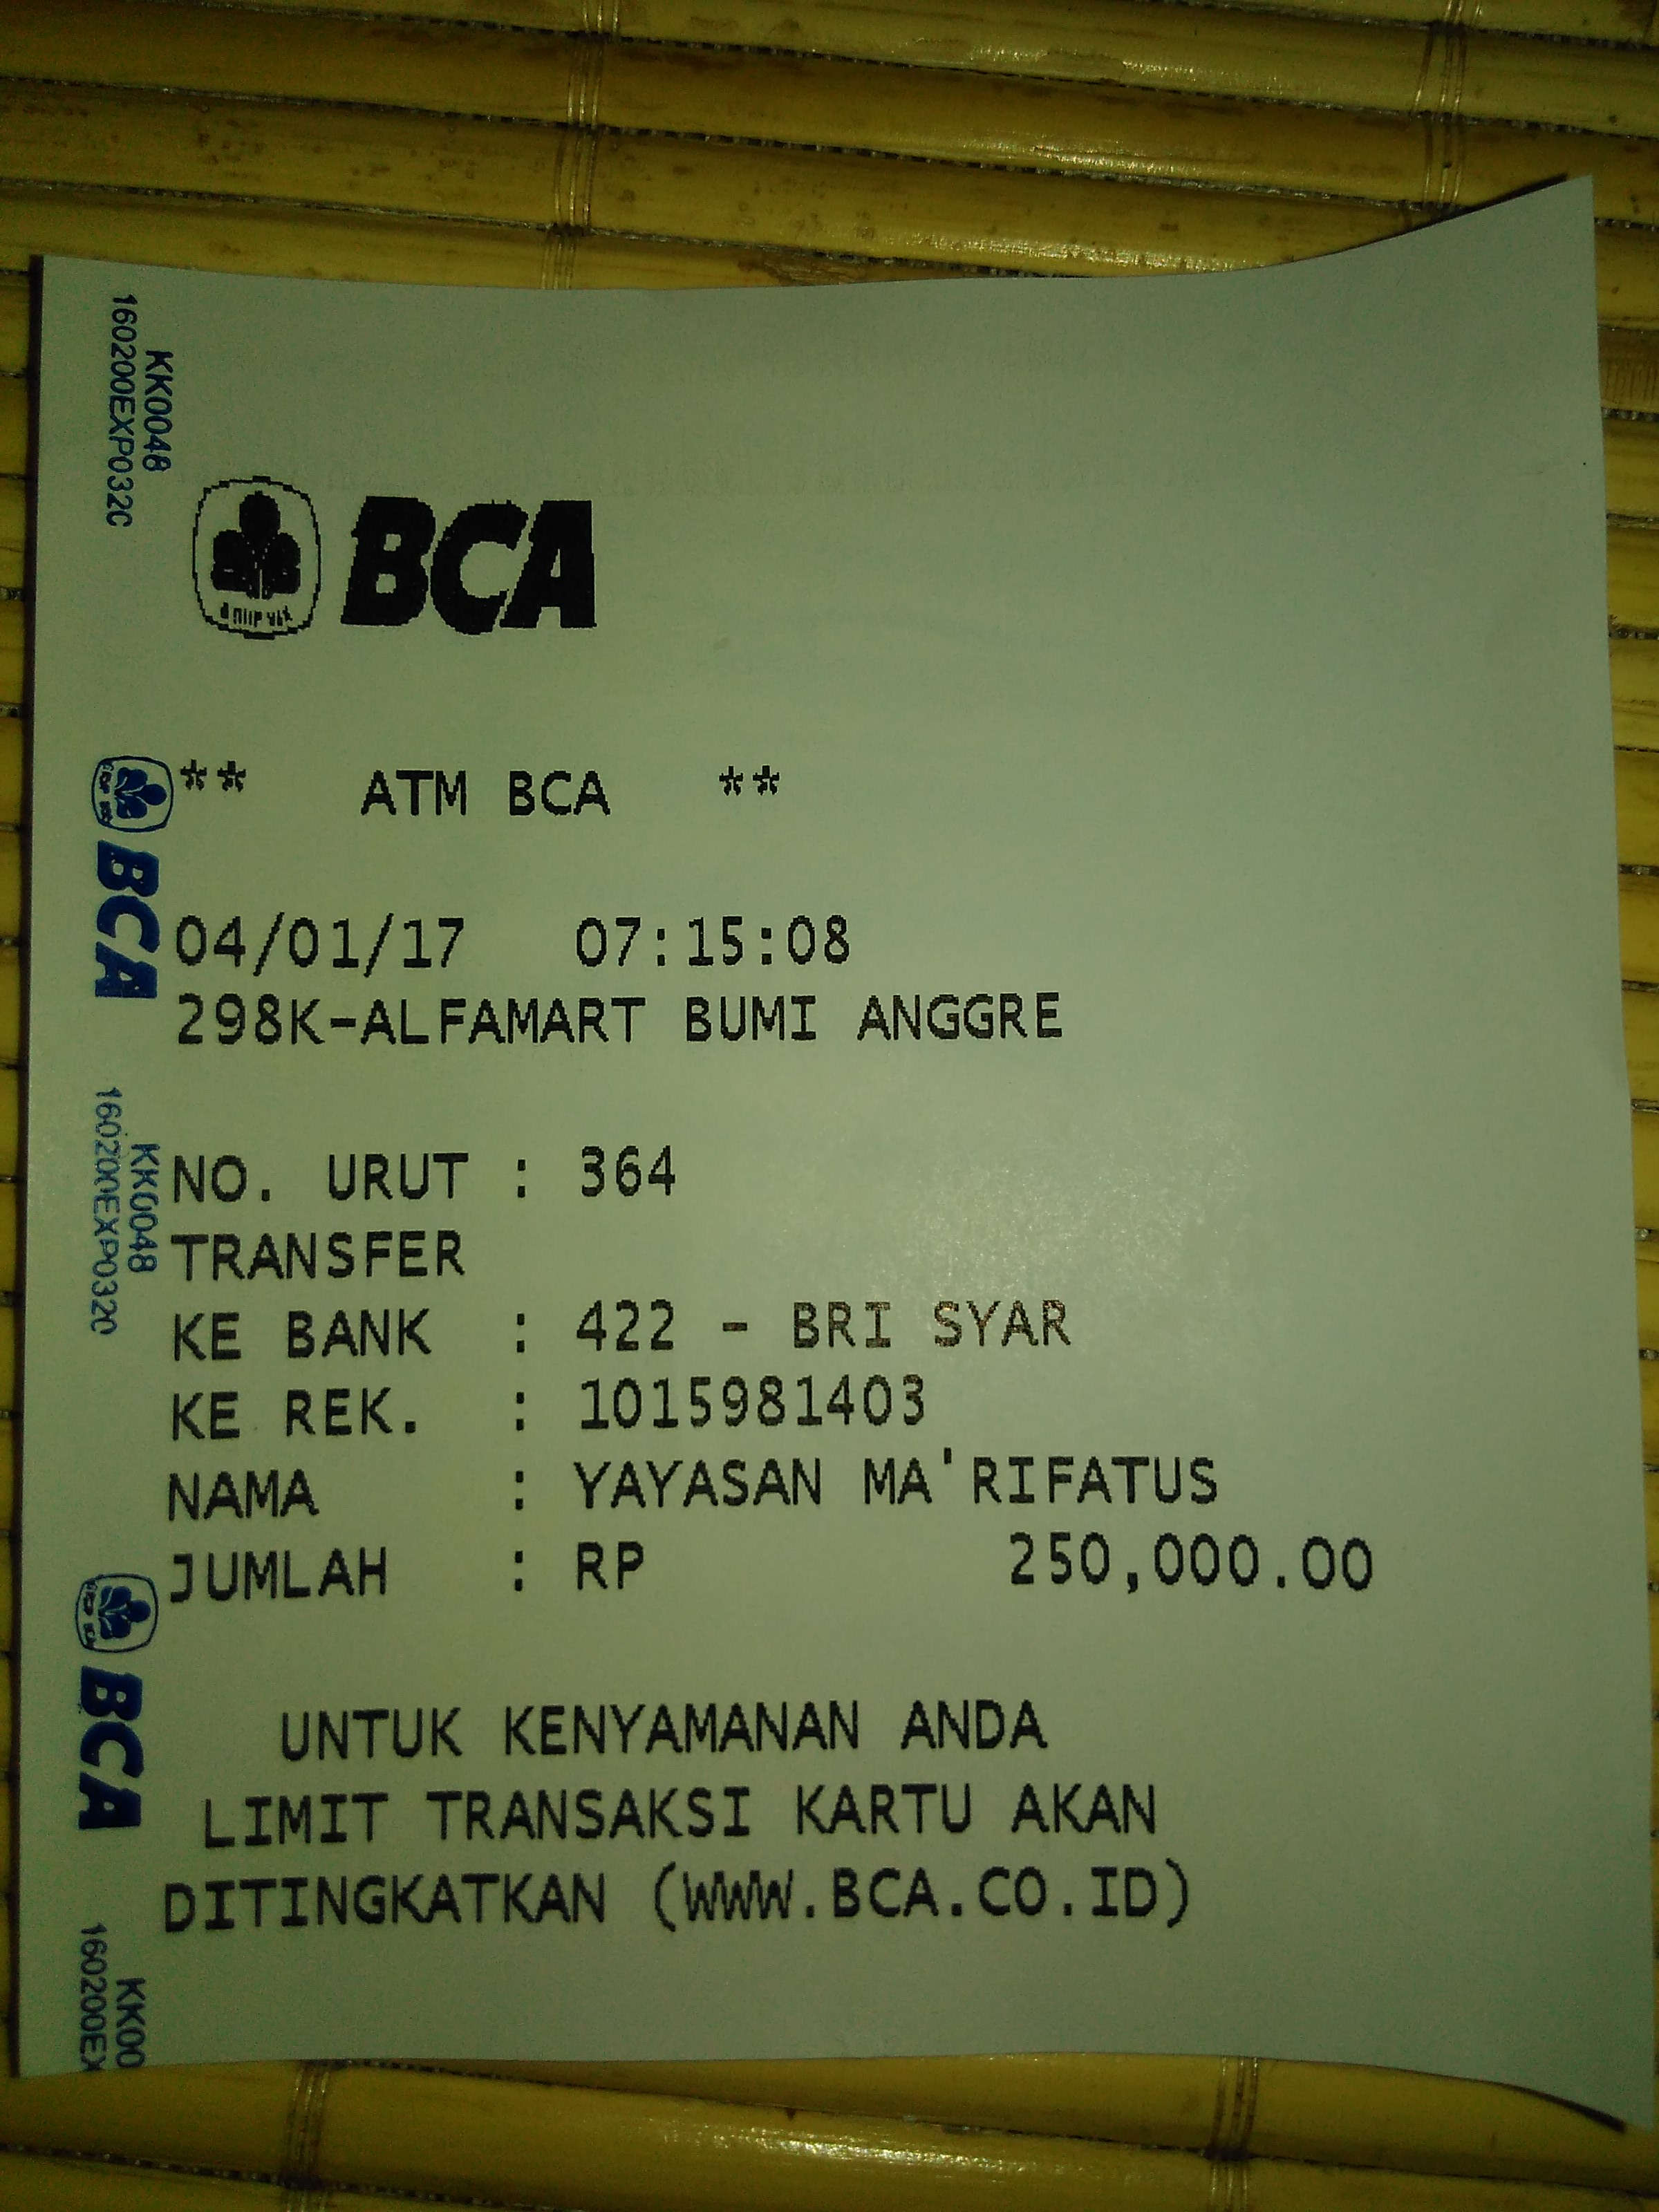 BCA
** ATM BCA **
04/01/17 07:15:08
298K-ALFAMART BUMI ANGGRE
NO. URUT : 364
TRANSFER
KE BANK : 422 - BRI SYAR
KE REK. : 1015981403
NAMA : YAYASAN MA'RIFATUS
JUMLAH : RP 250,000.00
UNTUK KENYAMANAN ANDA
LIMIT TRANSAKSI KARTU AKAN
DITINGKATKAN (WWW.BCA.CO.ID)
KK0048
160200EXP032C
BCA
KK0048
160200EXP0320
BCA
KK00
160200EX